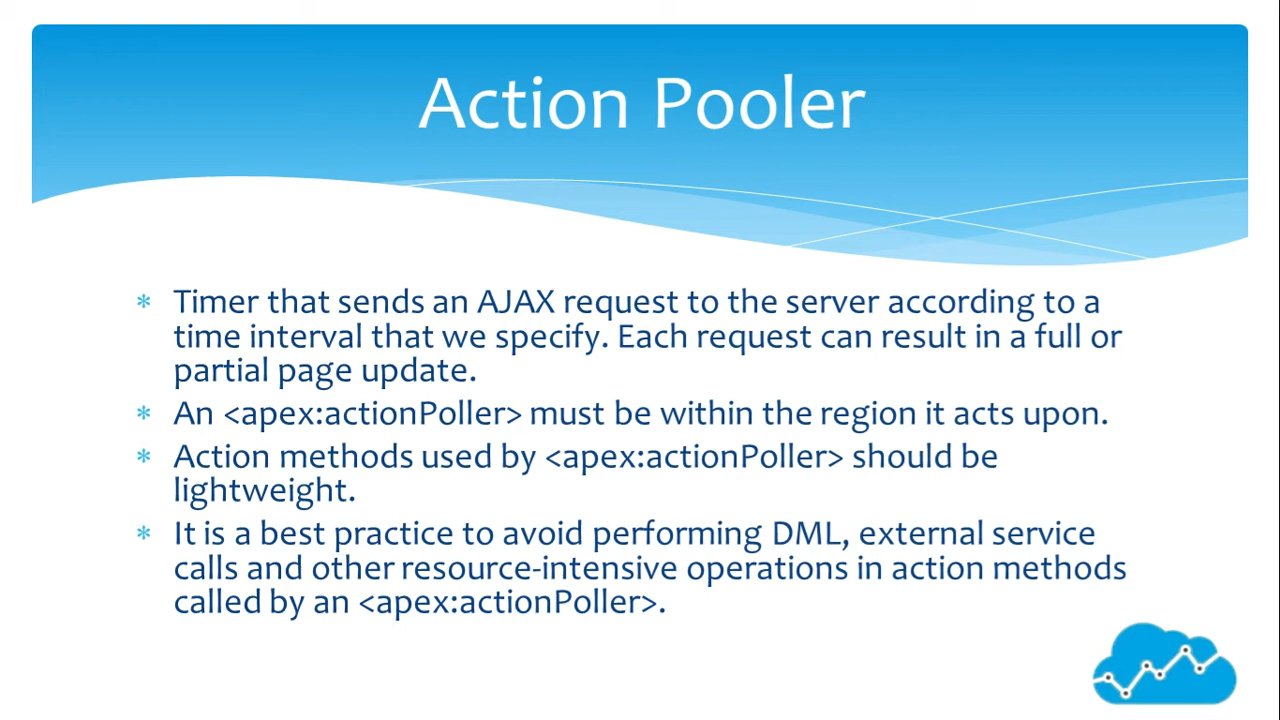 Action Pooler
* Timer that sends an AJAX request to the server according to a
time interval that we specify. Each request can result in a full or
partial page update.
* An <apex:actionPoller> must be within the region it acts upon.
* Action methods used by <apex:actionPoller> should be
lightweight.
* It is a best practice to avoid performing DML, external service
calls and other resource-intensive operations in action methods
called by an <apex:actionPoller>.